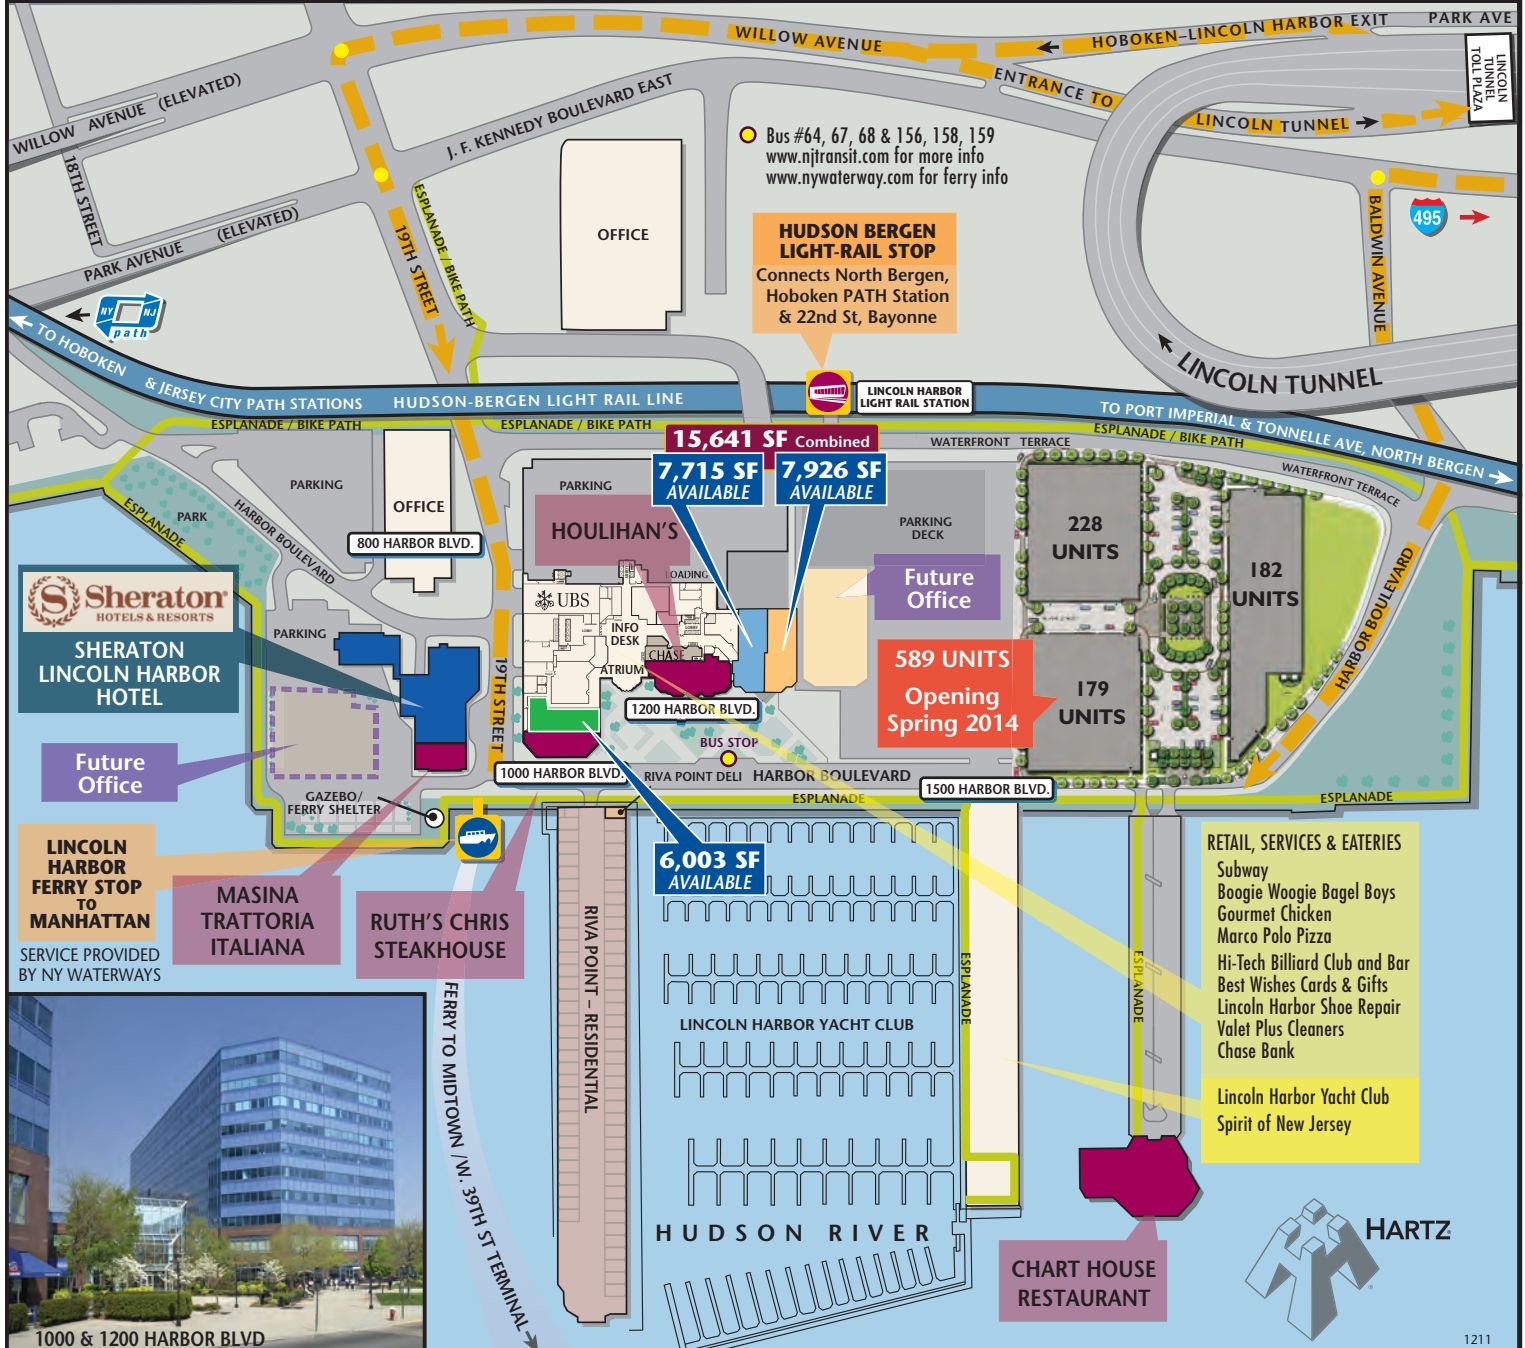 WILLOW AVENUE
HOBOKEN–LINCOLN HARBOR EXIT
PARK AVE
LINCOLN
TUNNEL
TOLL PLAZA
ENTRANCE TO
LINCOLN TUNNEL
WILLOW AVENUE (ELEVATED)
J. F. KENNEDY BOULEVARD EAST
18TH STREET
PARK AVENUE (ELEVATED)
19TH STREET
ESPLANADE / BIKE PATH
Bus #64, 67, 68 & 156, 158, 159
www.njtransit.com for more info
www.nywaterway.com for ferry info
OFFICE
HUDSON BERGEN
LIGHT-RAIL STOP
Connects North Bergen,
Hoboken PATH Station
& 22nd St, Bayonne
BALDWIN AVENUE
495
NY NJ
path
LINCOLN TUNNEL
TO HOBOKEN & JERSEY CITY PATH STATIONS
HUDSON-BERGEN LIGHT RAIL LINE
LINCOLN HARBOR
LIGHT RAIL STATION
TO PORT IMPERIAL & TONNELLE AVE, NORTH BERGEN
ESPLANADE / BIKE PATH
ESPLANADE / BIKE PATH
ESPLANADE / BIKE PATH
15,641 SF Combined
7,715 SF
AVAILABLE
7,926 SF
AVAILABLE
WATERFRONT TERRACE
WATERFRONT TERRACE
PARKING
OFFICE
800 HARBOR BLVD.
PARK
ESPLANADE
HARBOR BOULEVARD
PARKING
HOULIHAN'S
PARKING
DECK
Future
Office
228
UNITS
182
UNITS
179
UNITS
HARBOR BOULEVARD
Sheraton
HOTELS & RESORTS
SHERATON
LINCOLN HARBOR
HOTEL
PARKING
UBS
LOADING
LOBBY
LOBBY
INFO
DESK
CHASE
ATRIUM
19TH STREET
1200 HARBOR BLVD.
589 UNITS
Opening
Spring 2014
Future
Office
BUS STOP
1000 HARBOR BLVD.
RIVA POINT DELI
HARBOR BOULEVARD
1500 HARBOR BLVD.
ESPLANADE
ESPLANADE
GAZEBO/
FERRY SHELTER
LINCOLN
HARBOR
FERRY STOP
TO
MANHATTAN
SERVICE PROVIDED
BY NY WATERWAYS
MASINA
TRATTORIA
ITALIANA
RUTH'S CHRIS
STEAKHOUSE
6,003 SF
AVAILABLE
RIVA POINT – RESIDENTIAL
FERRY TO MIDTOWN / W. 39TH ST TERMINAL
LINCOLN HARBOR YACHT CLUB
ESPLANADE
ESPLANADE
RETAIL, SERVICES & EATERIES
Subway
Boogie Woogie Bagel Boys
Gourmet Chicken
Marco Polo Pizza
Hi-Tech Billiard Club and Bar
Best Wishes Cards & Gifts
Lincoln Harbor Shoe Repair
Valet Plus Cleaners
Chase Bank
Lincoln Harbor Yacht Club
Spirit of New Jersey
HUDSON RIVER
CHART HOUSE
RESTAURANT
HARTZ
1000 & 1200 HARBOR BLVD
1211